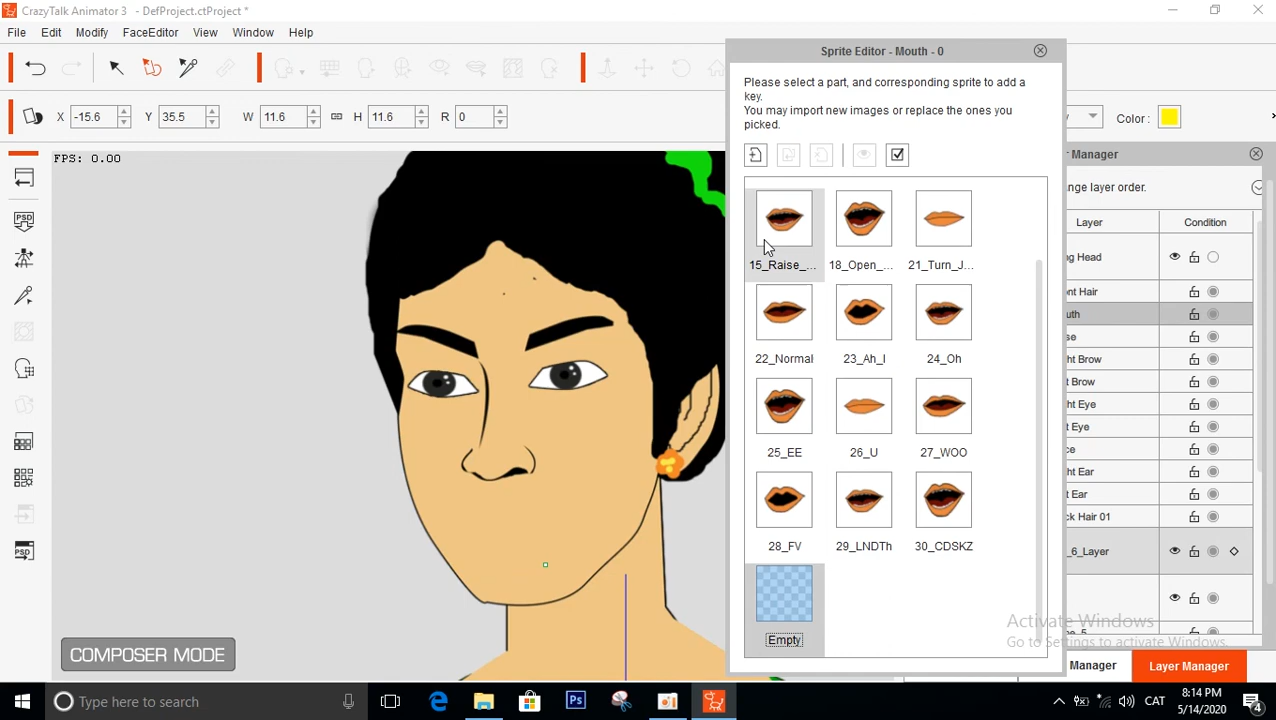 CrazyTalk Animator 3 - DefProject.ctProject *
File Edit Modify FaceEditor View Window Help
X -15.6 Y 35.5 W 11.6 H 11.6 R 0 Color :
FPS: 0.00
Sprite Editor - Mouth - 0
Please select a part, and corresponding sprite to add a
key.
You may import new images or replace the ones you
picked.
15_Raise_... 18_Open_... 21_Turn_J...
22_Normal 23_Ah_I 24_Oh
25_EE 26_U 27_WOO
28_FV 29_LNDTh 30_CDSKZ
Empty
Manager
nge layer order.
Layer Condition
Head
ont Hair
uth
se
ht Brow
t Brow
ht Eye
t Eye
ce
ht Ear
t Ear
ck Hair 01
_6_Layer
Activate Windows
Go to Settings to activate Windows.
Manager Layer Manager
COMPOSER MODE
Type here to search
CAT
8:14 PM
5/14/2020
4